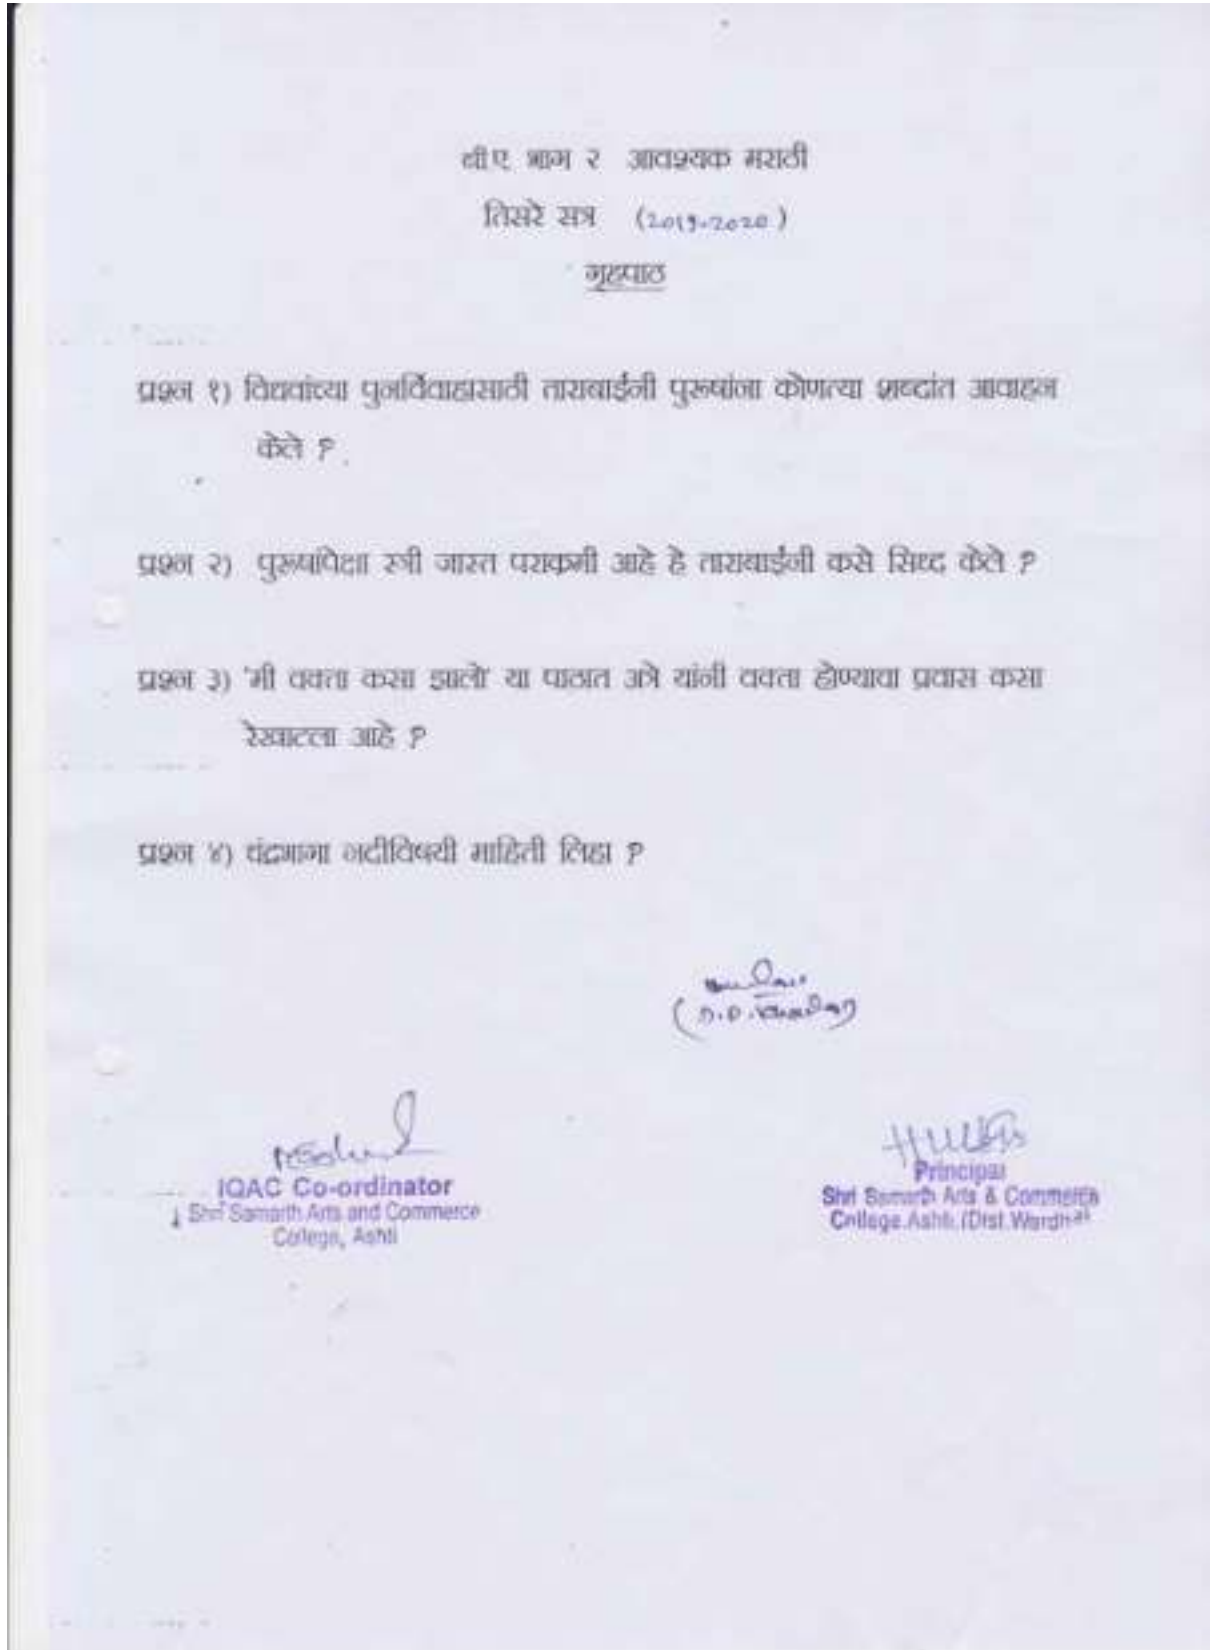 बी.ए. भाग २ आवश्यक मराठी
तिसरे सत्र (2019-2020)
गृहपाठ
प्रश्न १) विधवांच्या पुनर्विवाहासाठी ताराबाईंनी पुरूषांना कोणत्या शब्दांत आवाहन
केले ?
प्रश्न २) पुरूषांपेक्षा स्त्री जास्त पराक्रमी आहे हे ताराबाईंनी कसे सिध्द केले ?
प्रश्न ३) 'मी वक्ता कसा झालो' या पाठात अत्रे यांनी वक्ता होण्याचा प्रवास कसा
रेखाटला आहे ?
प्रश्न ४) चंद्रभागा नदीविषयी माहिती लिहा ?
IQAC Co-ordinator
Shri Samarth Arts and Commerce
College, Ashti
Principal
Shri Samarth Arts & Commerce
College Ashti (Dist Wardha)